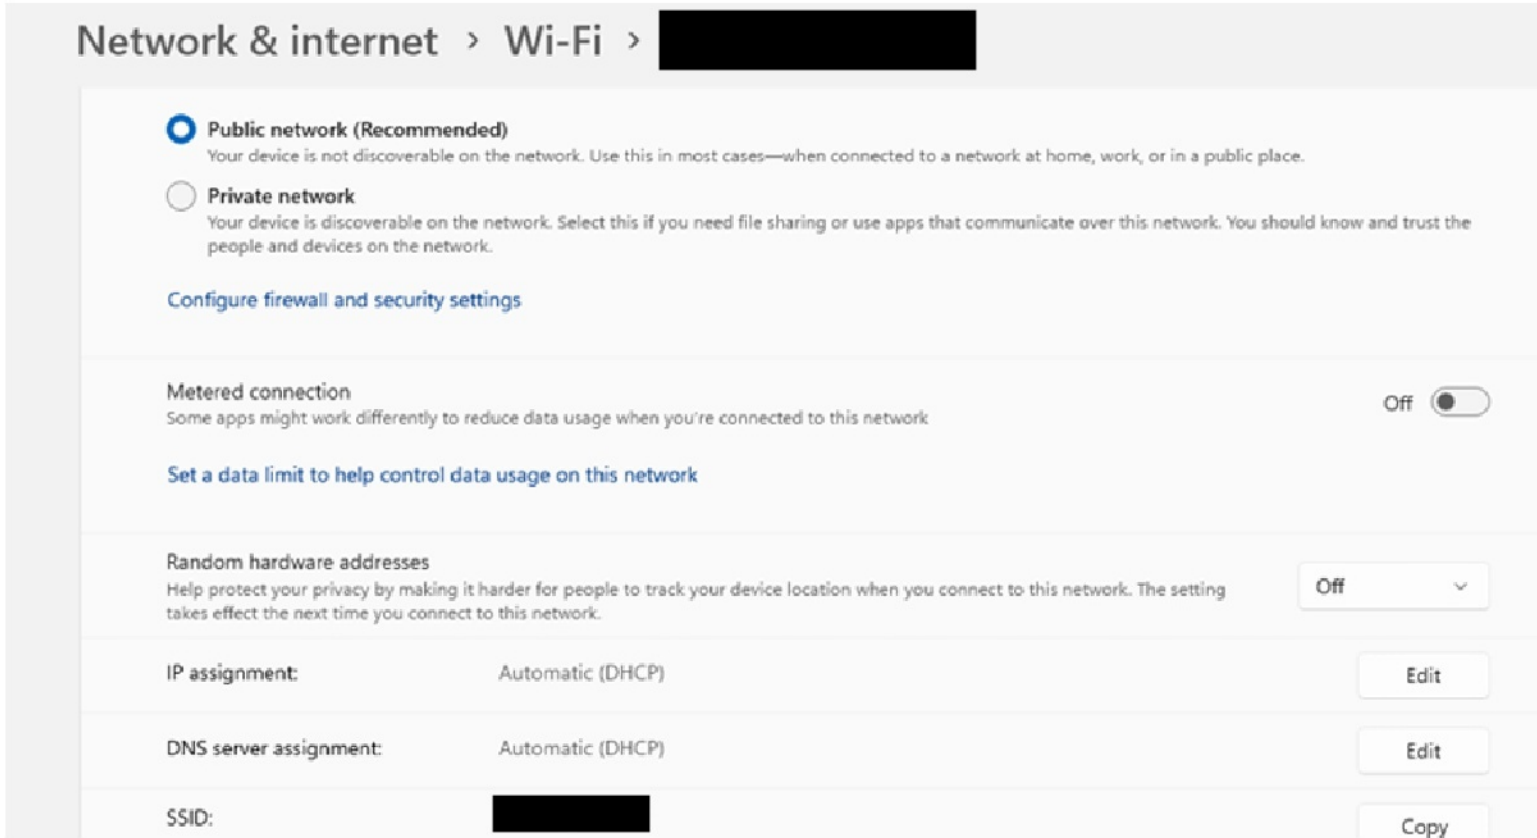 Network & internet > Wi-Fi >
Public network (Recommended)
Your device is not discoverable on the network. Use this in most cases—when connected to a network at home, work, or in a public place.
Private network
Your device is discoverable on the network. Select this if you need file sharing or use apps that communicate over this network. You should know and trust the
people and devices on the network.
Configure firewall and security settings
Metered connection
Some apps might work differently to reduce data usage when you're connected to this network
Off
Set a data limit to help control data usage on this network
Random hardware addresses
Help protect your privacy by making it harder for people to track your device location when you connect to this network. The setting
takes effect the next time you connect to this network.
Off
IP assignment: Automatic (DHCP) Edit
DNS server assignment: Automatic (DHCP) Edit
SSID: Copy